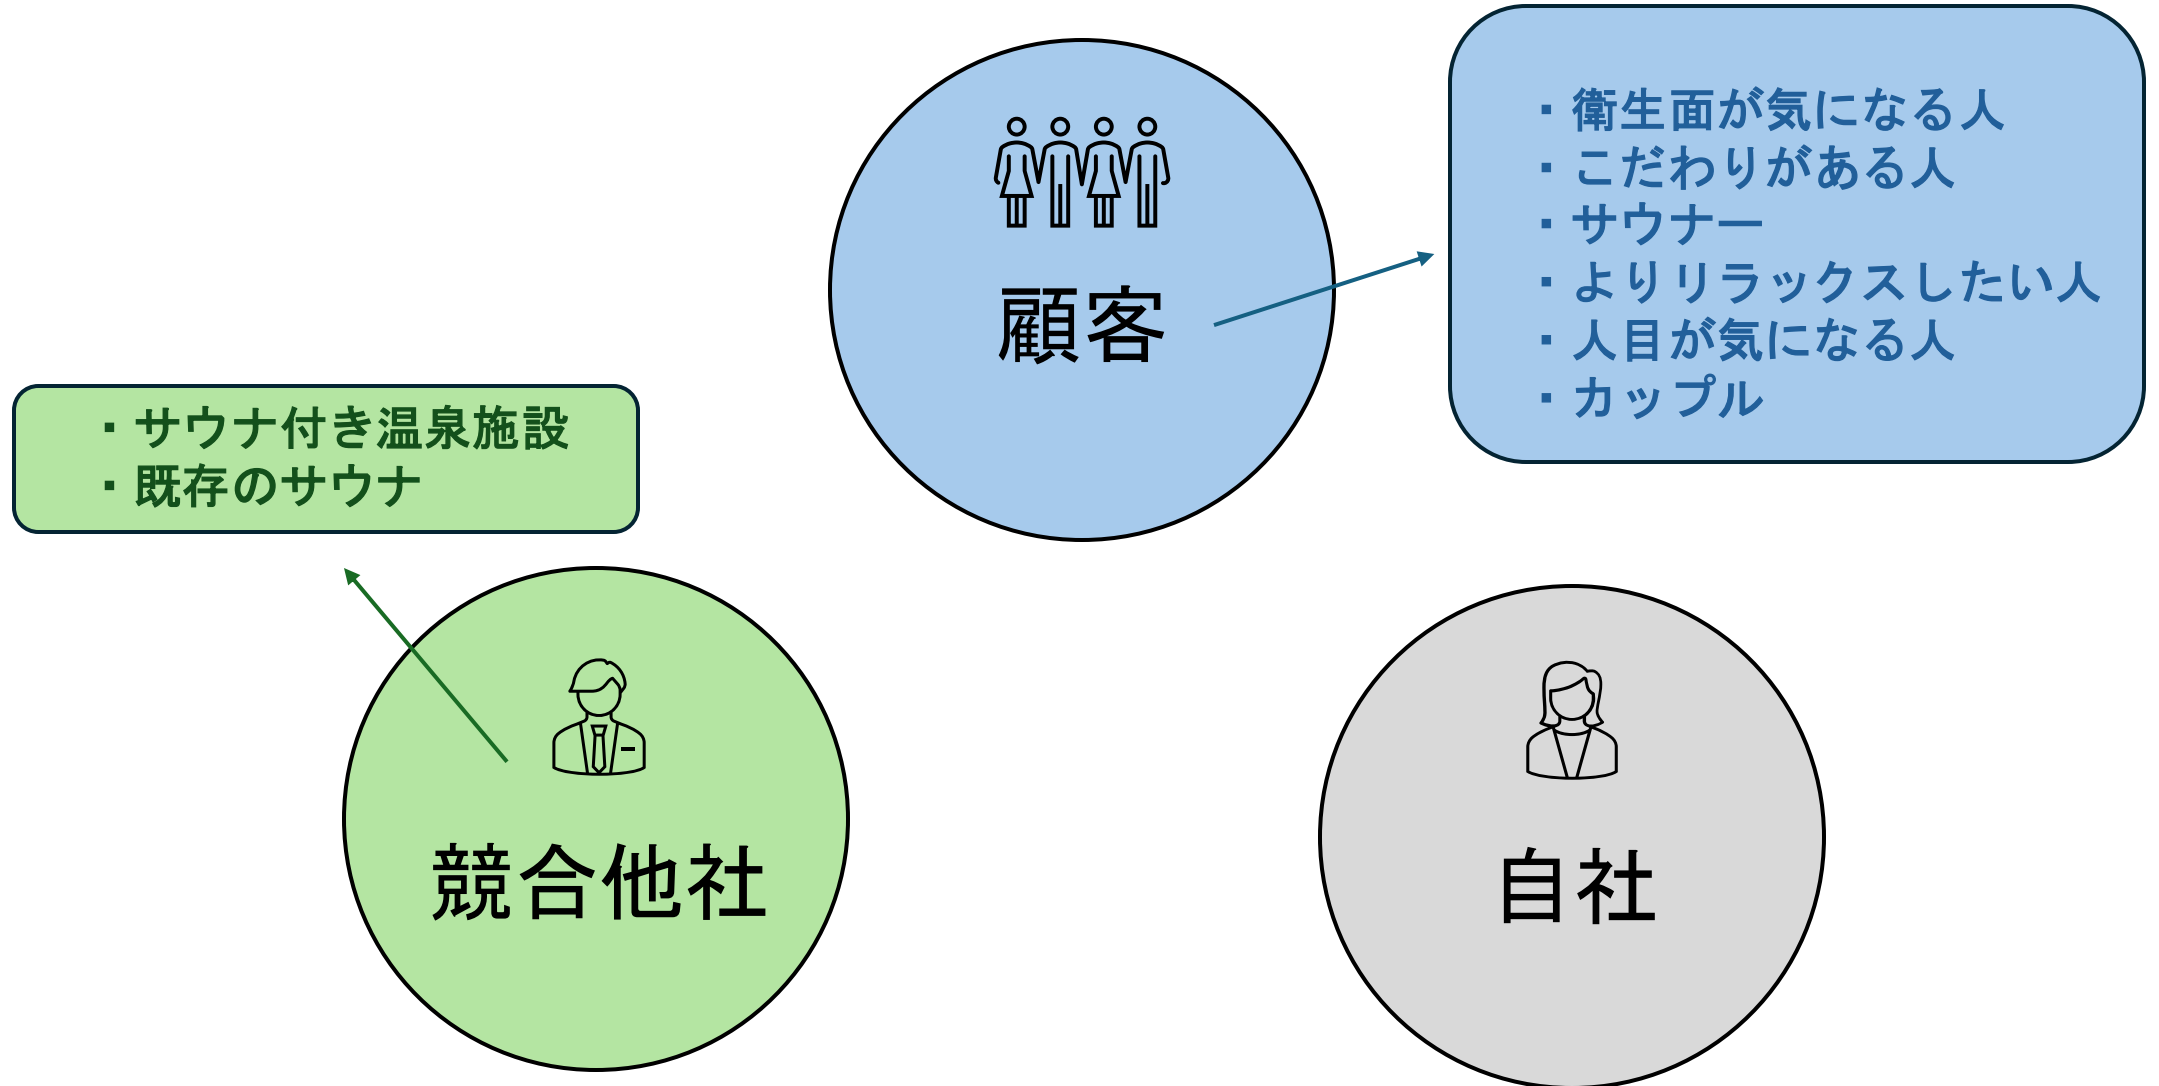 顧客
・衛生面が気になる人
・こだわりがある人
・サウナー
・よりリラックスしたい人
・人目が気になる人
・カップル
・サウナ付き温泉施設
・既存のサウナ
競合他社
自社